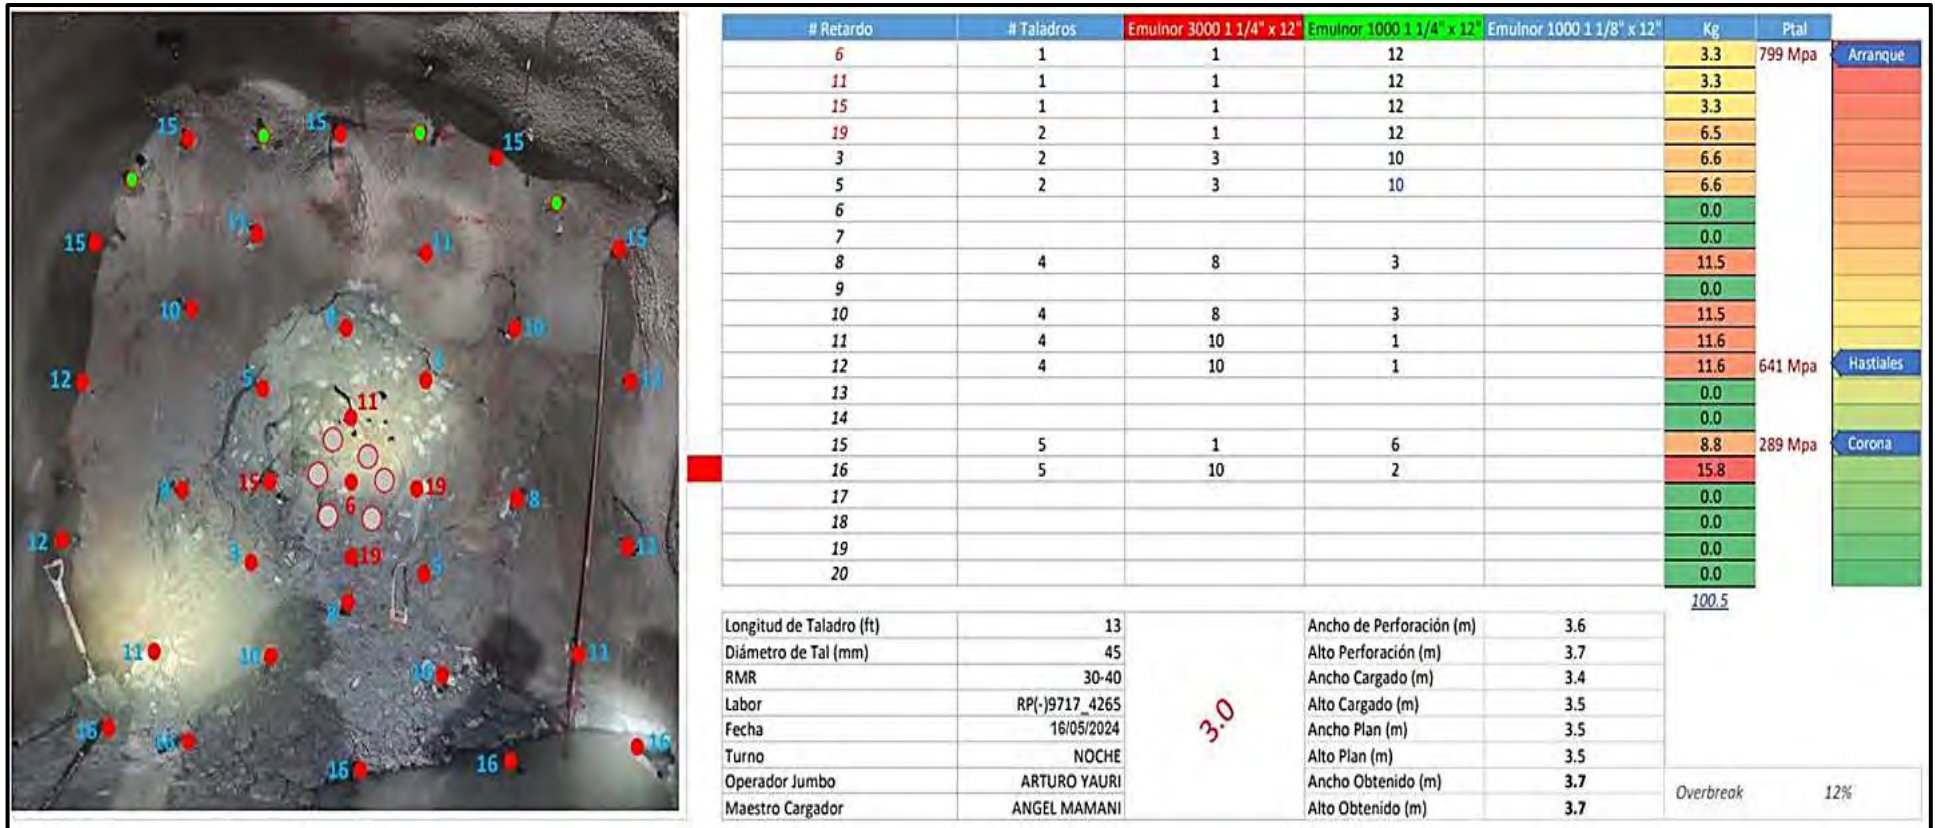 15 15 15
11
15 11 15
10 8 10
12 5 12
11
8 15 19 8
6
12 3 19 5 12
8
11 10 10 11
16 16 16 16 16
# Retardo # Taladros Emulnor 3000 1 1/4" x 12" Emulnor 1000 1 1/4" x 12" Emulnor 1000 1 1/8" x 12" Kg Ptal
6 1 1 12 3.3 799 Mpa Arranque
11 1 1 12 3.3
15 1 1 12 3.3
19 2 1 12 6.5
3 2 3 10 6.6
5 2 3 10 6.6
6 0.0
7 0.0
8 4 8 3 11.5
9 0.0
10 4 8 3 11.5
11 4 10 1 11.6
12 4 10 1 11.6 641 Mpa Hastiales
13 0.0
14 0.0
15 5 1 6 8.8 289 Mpa Corona
16 5 10 2 15.8
17 0.0
18 0.0
19 0.0
20 0.0
100.5
Longitud de Taladro (ft) 13
Diámetro de Tal (mm) 45
RMR 30-40
Labor RP(-)9717_4265
Fecha 16/05/2024
Turno NOCHE
Operador Jumbo ARTURO YAURI
Maestro Cargador ANGEL MAMANI
3.0
Ancho de Perforación (m) 3.6
Alto Perforación (m) 3.7
Ancho Cargado (m) 3.4
Alto Cargado (m) 3.5
Ancho Plan (m) 3.5
Alto Plan (m) 3.5
Ancho Obtenido (m) 3.7
Alto Obtenido (m) 3.7
Overbreak 12%